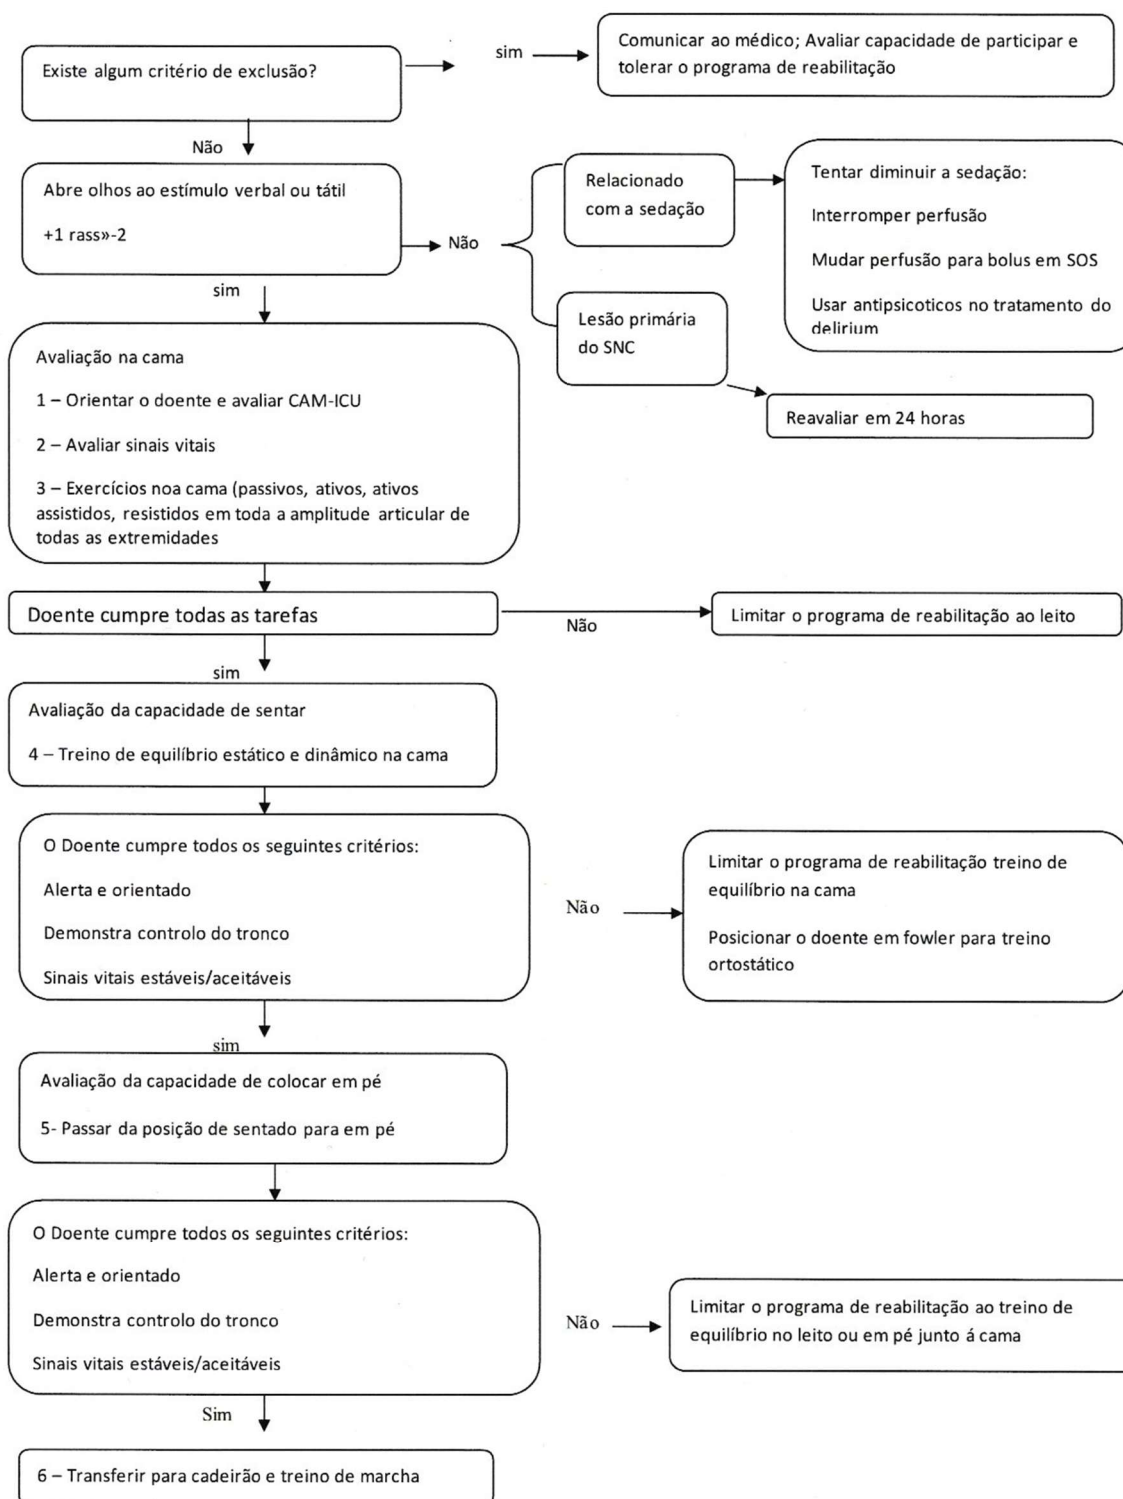 Existe algum critério de exclusão?
sim
Comunicar ao médico; Avaliar capacidade de participar e
tolerar o programa de reabilitação
Não
Abre olhos ao estímulo verbal ou tátil
+1 rass»-2
Não
Relacionado
com a sedação
Tentar diminuir a sedação:
Interromper perfusão
Mudar perfusão para bolus em SOS
Usar antipsicoticos no tratamento do
delirium
Lesão primária
do SNC
Reavaliar em 24 horas
sim
Avaliação na cama
1 – Orientar o doente e avaliar CAM-ICU
2 – Avaliar sinais vitais
3 – Exercícios noa cama (passivos, ativos, ativos
assistidos, resistidos em toda a amplitude articular de
todas as extremidades
Doente cumpre todas as tarefas
Não
Limitar o programa de reabilitação ao leito
sim
Avaliação da capacidade de sentar
4 – Treino de equilíbrio estático e dinâmico na cama
O Doente cumpre todos os seguintes critérios:
Alerta e orientado
Demonstra controlo do tronco
Sinais vitais estáveis/aceitáveis
Não
Limitar o programa de reabilitação treino de
equilíbrio na cama
Posicionar o doente em fowler para treino
ortostático
sim
Avaliação da capacidade de colocar em pé
5- Passar da posição de sentado para em pé
O Doente cumpre todos os seguintes critérios:
Alerta e orientado
Demonstra controlo do tronco
Sinais vitais estáveis/aceitáveis
Não
Limitar o programa de reabilitação ao treino de
equilíbrio no leito ou em pé junto á cama
Sim
6 – Transferir para cadeirão e treino de marcha